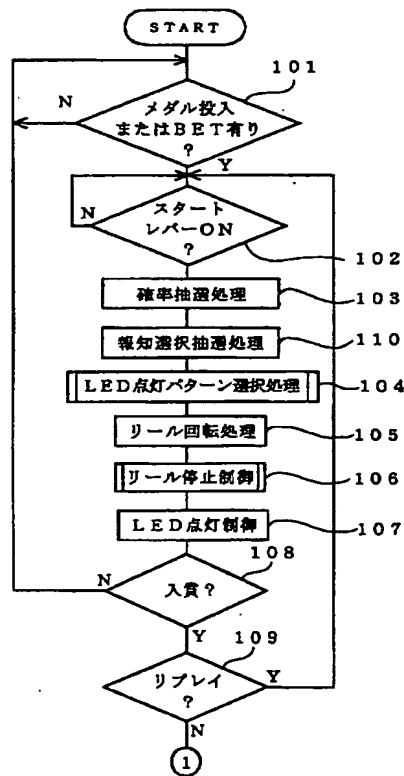 START
101
N
メダル投入
またはBET有り
?
Y
N
スタート
レバーON
?
102
確率抽選処理
103
報知選択抽選処理
110
LED点灯パターン選択処理
104
リール回転処理
105
リール停止制御
106
LED点灯制御
107
108
N
入賞?
Y
109
リプレイ
?
Y
N
1